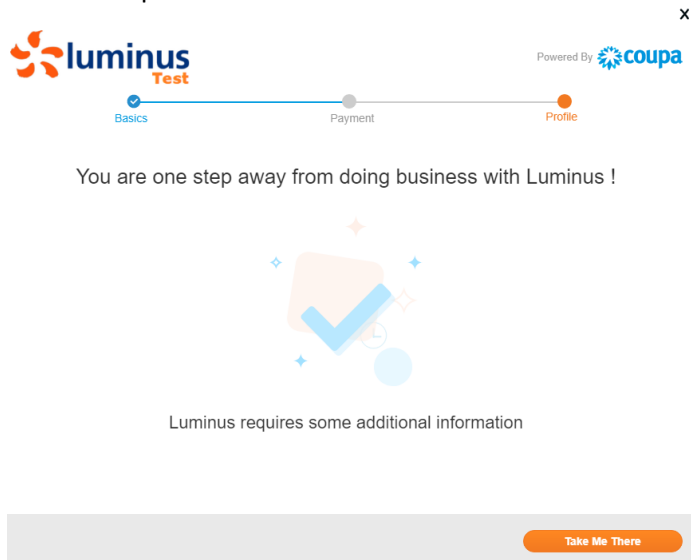 x
luminus
Test
Powered By coupa
Basics
Payment
Profile
You are one step away from doing business with Luminus !
Luminus requires some additional information
Take Me There